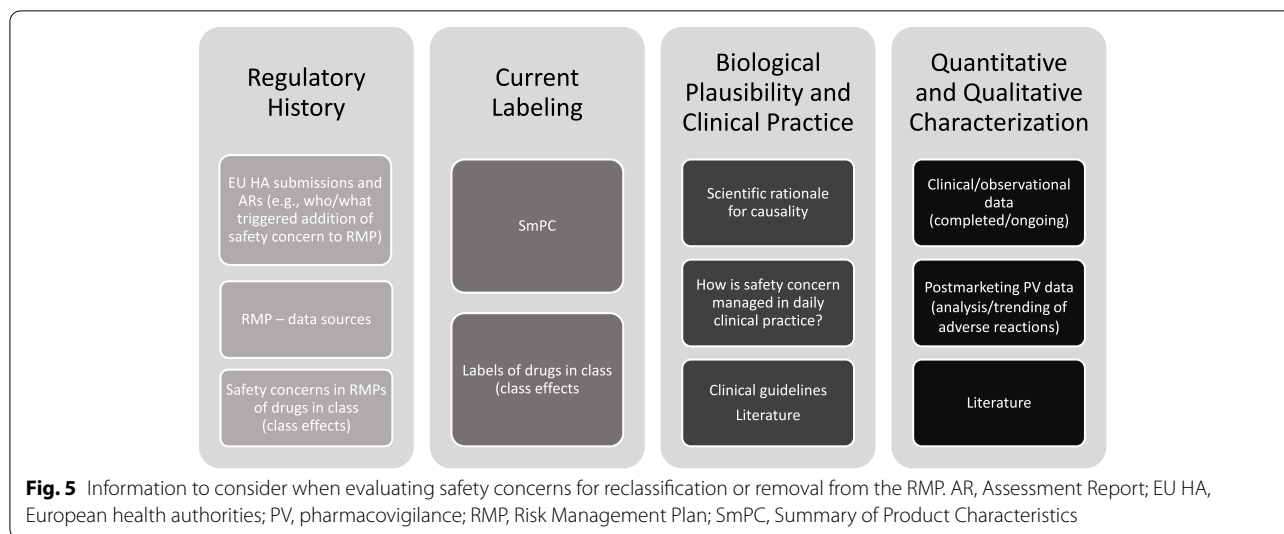 Regulatory
History
EU HA submissions and
ARs (e.g., who/what
triggered addition of
safety concern to RMP)
RMP – data sources
Safety concerns in RMPs
of drugs in class
(class effects)
Current
Labeling
SmPC
Labels of drugs in class
(class effects
Biological
Plausibility and
Clinical Practice
Scientific rationale
for causality
How is safety concern
managed in daily
clinical practice?
Clinical guidelines
Literature
Quantitative
and Qualitative
Characterization
Clinical/observational
data
(completed/ongoing)
Postmarketing PV data
(analysis/trending of
adverse reactions)
Literature
Fig. 5 Information to consider when evaluating safety concerns for reclassification or removal from the RMP. AR, Assessment Report; EU HA,
European health authorities; PV, pharmacovigilance; RMP, Risk Management Plan; SmPC, Summary of Product Characteristics